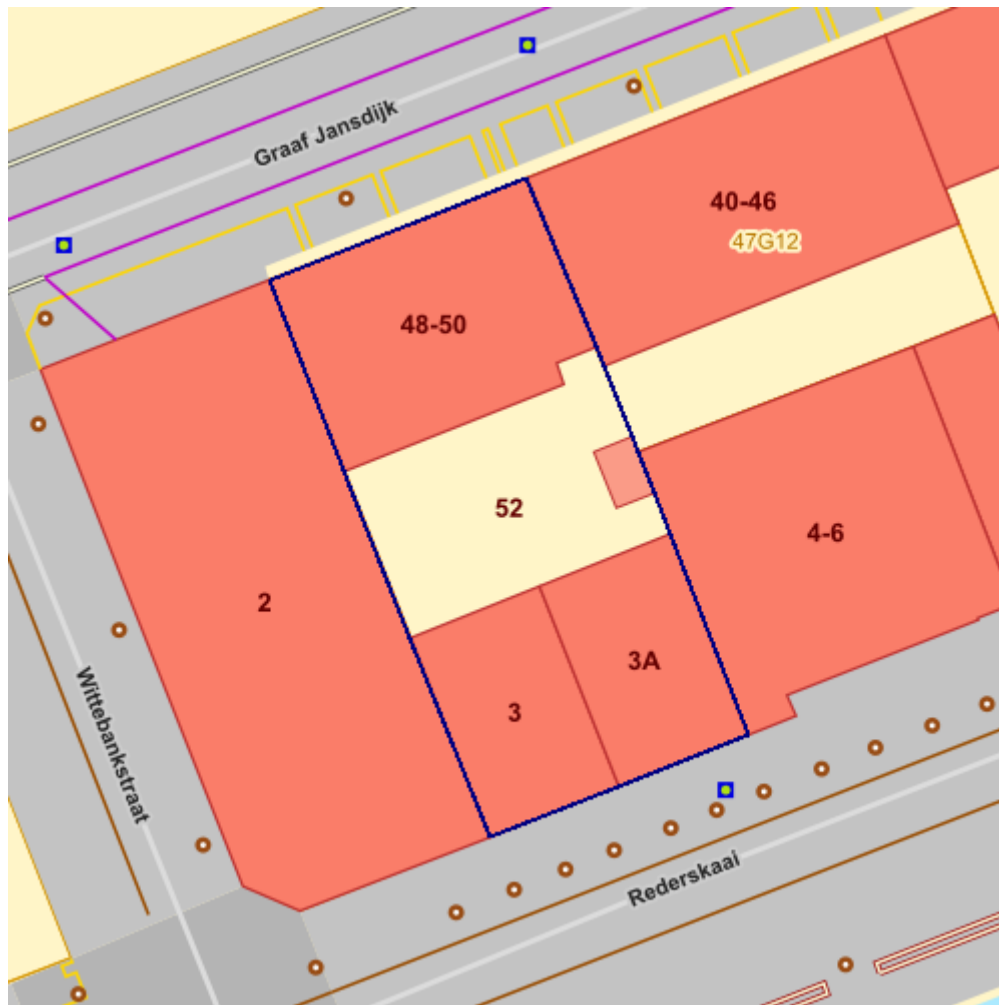 Graaf Jansdijk
40-46
47G12
48-50
52
4-6
2
3A
3
Wittebankstraat
Rederskaai